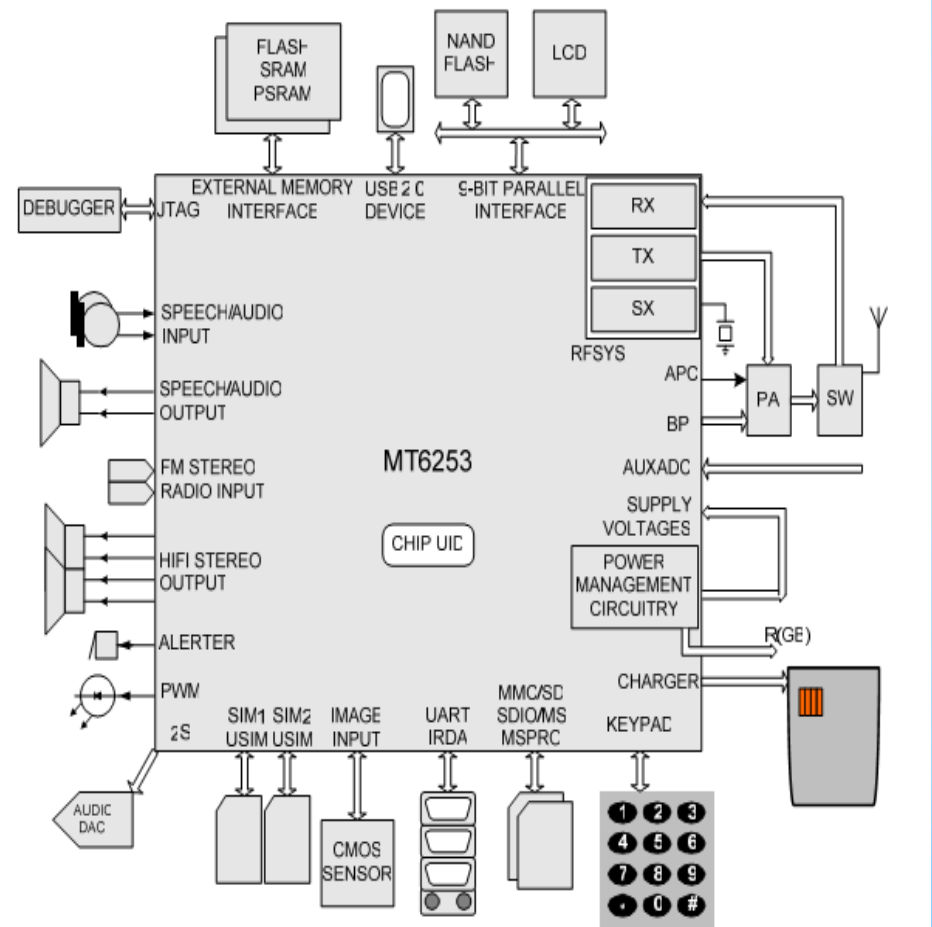 FLASH
SRAM
PSRAM
NAND
FLASH
LCD
EXTERNAL MEMORY
INTERFACE
USB 2.0
DEVICE
9-BIT PARALLEL
INTERFACE
RX
TX
SX
RFSYS
DEBUGGER
JTAG
SPEECH/AUDIO
INPUT
SPEECH/AUDIO
OUTPUT
FM STEREO
RADIO INPUT
HIFI STEREO
OUTPUT
ALERTER
PWM
2S
AUDIO
DAC
MT6253
CHIP UID
APC
BP
PA
SW
AUXADC
SUPPLY
VOLTAGES
POWER
MANAGEMENT
CIRCUITRY
R(GB)
CHARGER
SIM1
USIM
SIM2
USIM
IMAGE
INPUT
UART
IRDA
MMC/SD
SDIO/MS
MSPRO
KEYPAD
CMOS
SENSOR
1 2 3
4 5 6
7 8 9
* 0 #